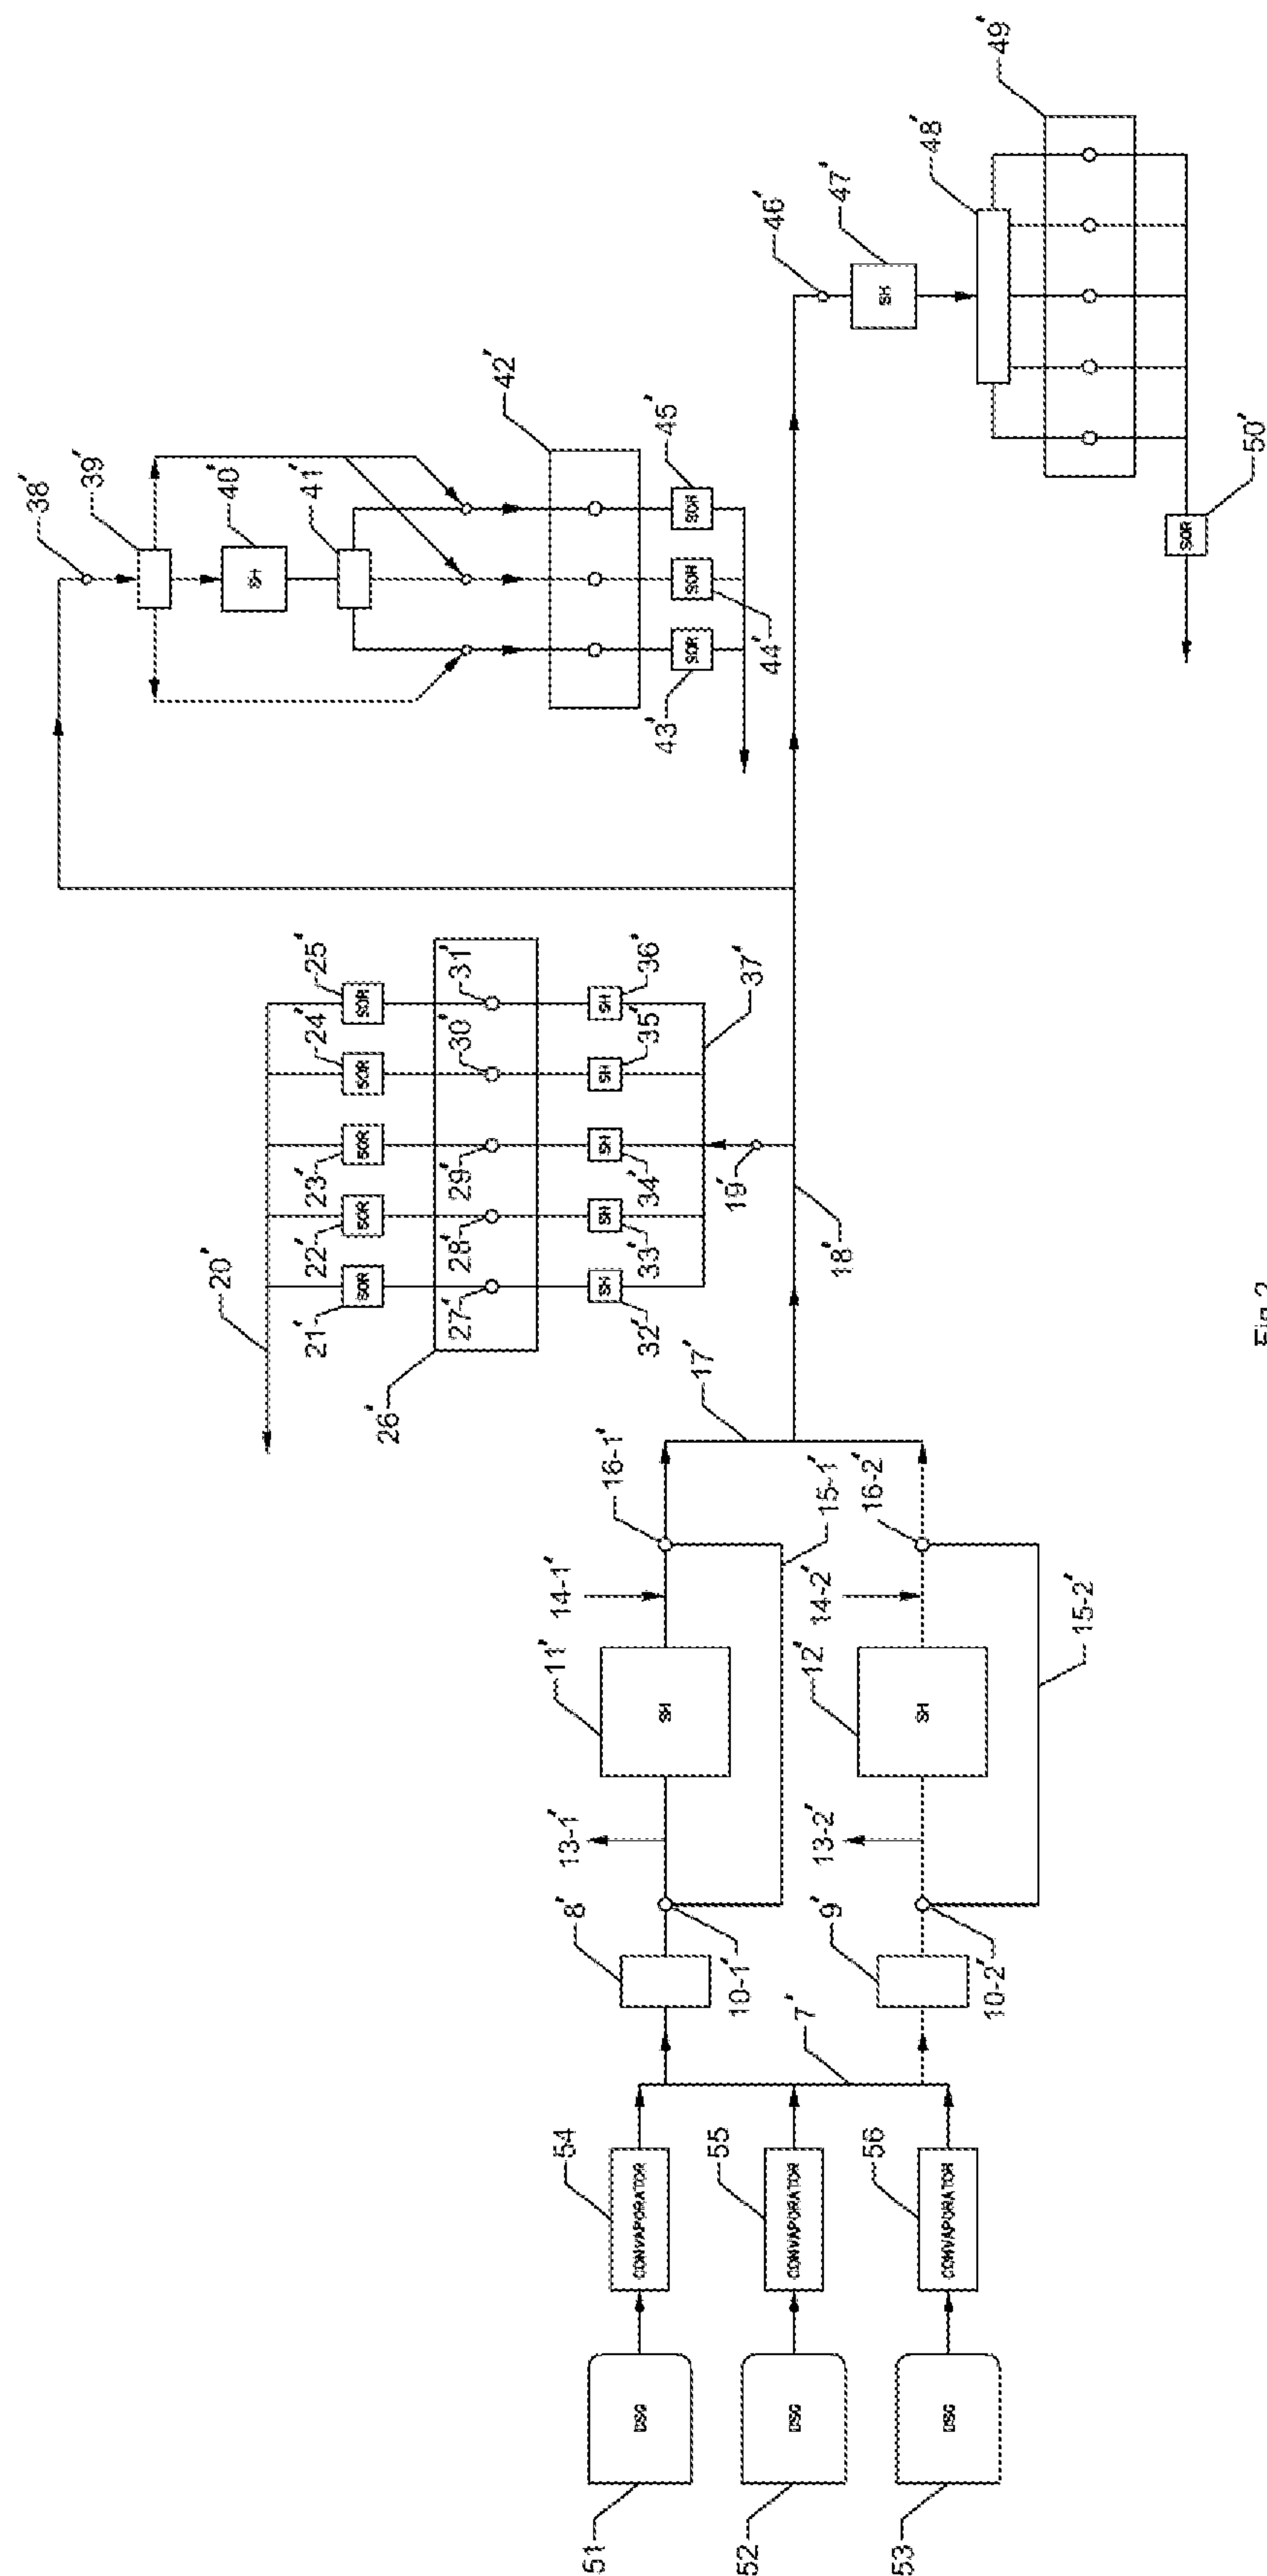 38'
39'
40'
SH
41'
42'
45'
SOR
SOR
SOR
44'
43'
46'
47'
SH
48'
49'
50'
SOR
20'
21'
22'
23'
24'
25'
SOR
SOR
SOR
SOR
SOR
26'
27'
28'
29'
30'
31'
SH
SH
SH
SH
SH
32'
33'
34'
35'
36'
37'
19'
18'
17'
16-1'
15-1'
14-1'
11'
SH
13-1'
8'
10-1'
16-2'
15-2'
14-2'
12'
SH
13-2'
9'
10-2'
7'
54
CONVAPORATOR
55
CONVAPORATOR
56
CONVAPORATOR
DSG
DSG
DSG
51
52
53